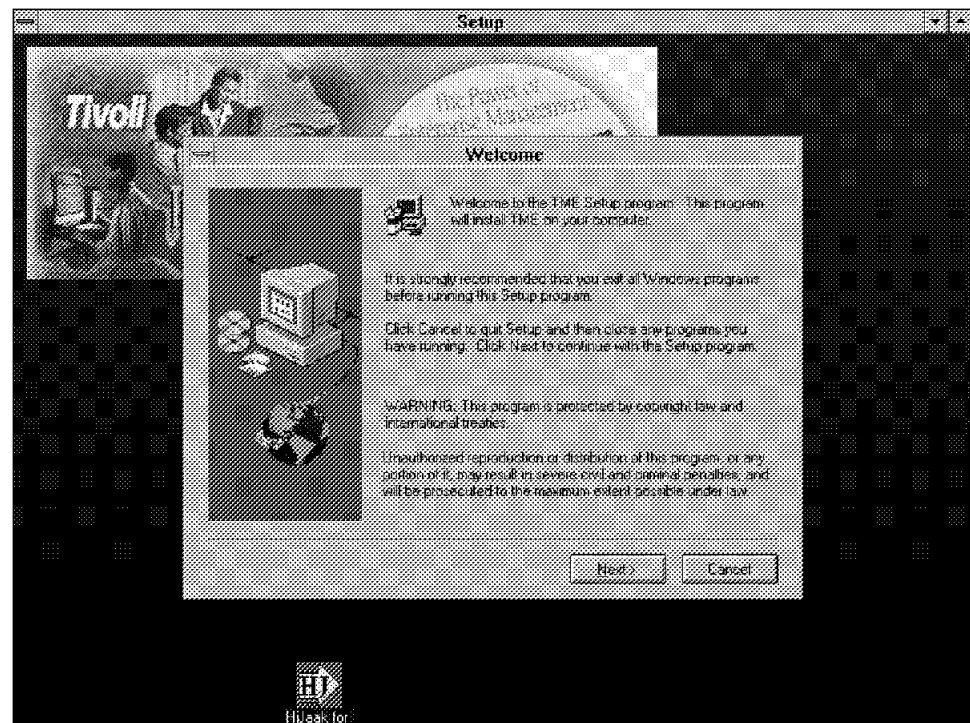 Setup
Tivoli
The Power of
Management
Welcome
Welcome to the TME Setup program. This program
will install TME on your computer.
It is strongly recommended that you exit all Windows programs
before running this Setup program.
Click Cancel to quit Setup and then close any programs you
have running. Click Next to continue with the Setup program.
WARNING: This program is protected by copyright law and
international treaties.
Unauthorized reproduction or distribution of this program, or any
portion of it, may result in severe civil and criminal penalties, and
will be prosecuted to the maximum extent possible under law.
Next >
Cancel
HJ
HiJaak for